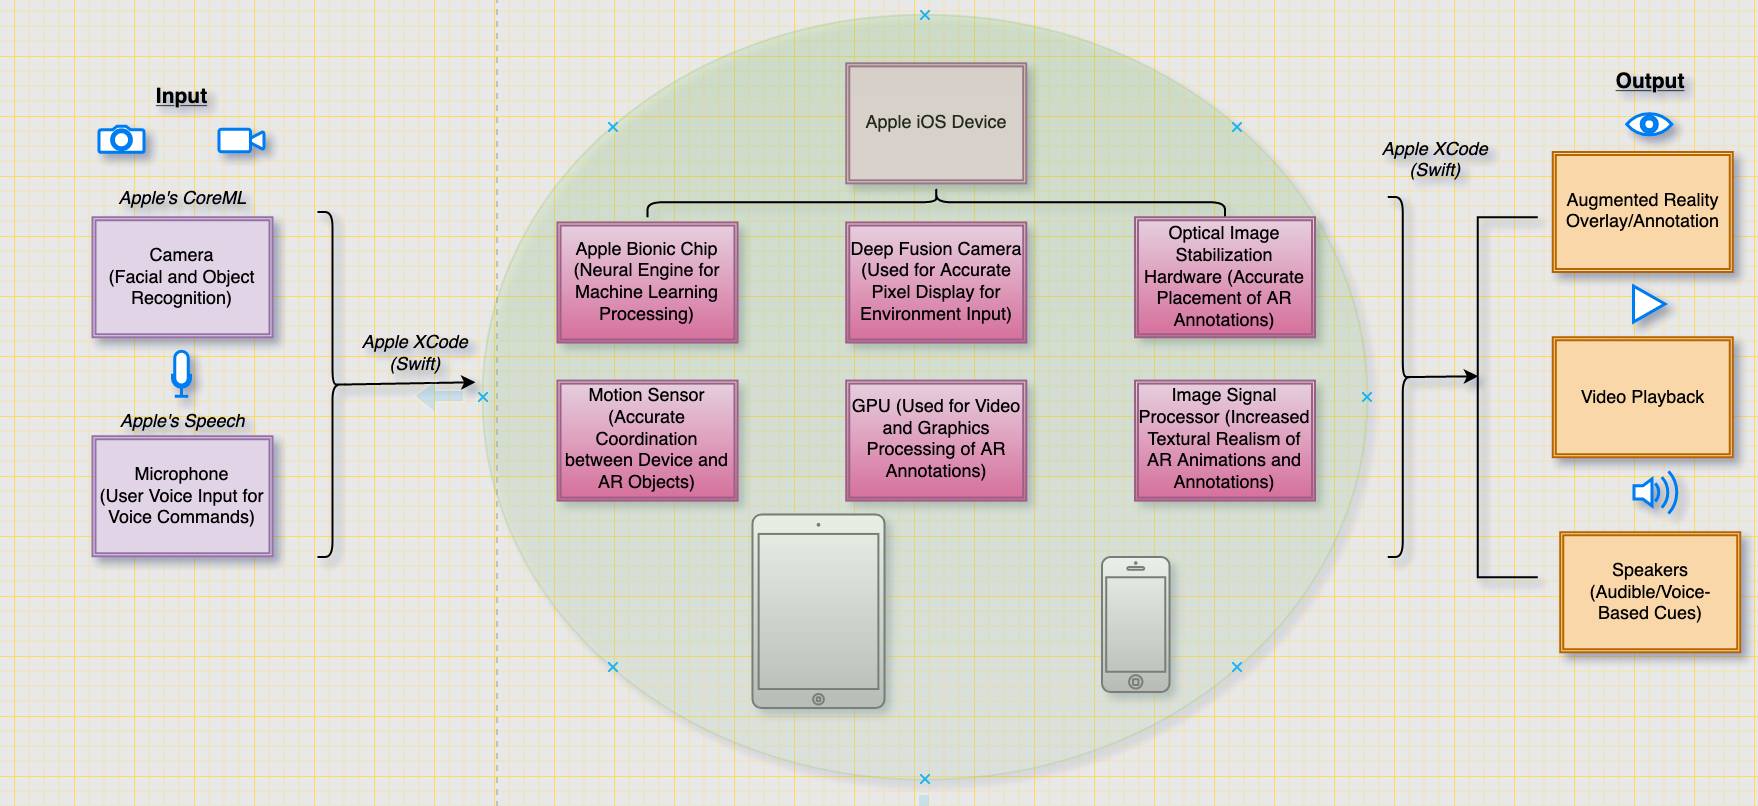 Input
Apple's CoreML
Camera
(Facial and Object
Recognition)
Apple's Speech
Microphone
(User Voice Input for
Voice Commands)
Apple XCode
(Swift)
Apple iOS Device
Apple Bionic Chip
(Neural Engine for
Machine Learning
Processing)
Deep Fusion Camera
(Used for Accurate
Pixel Display for
Environment Input)
Optical Image
Stabilization
Hardware (Accurate
Placement of AR
Annotations)
Motion Sensor
(Accurate
Coordination
between Device and
AR Objects)
GPU (Used for Video
and Graphics
Processing of AR
Annotations)
Image Signal
Processor (Increased
Textural Realism of
AR Animations and
Annotations)
Apple XCode
(Swift)
Output
Augmented Reality
Overlay/Annotation
Video Playback
Speakers
(Audible/Voice-
Based Cues)